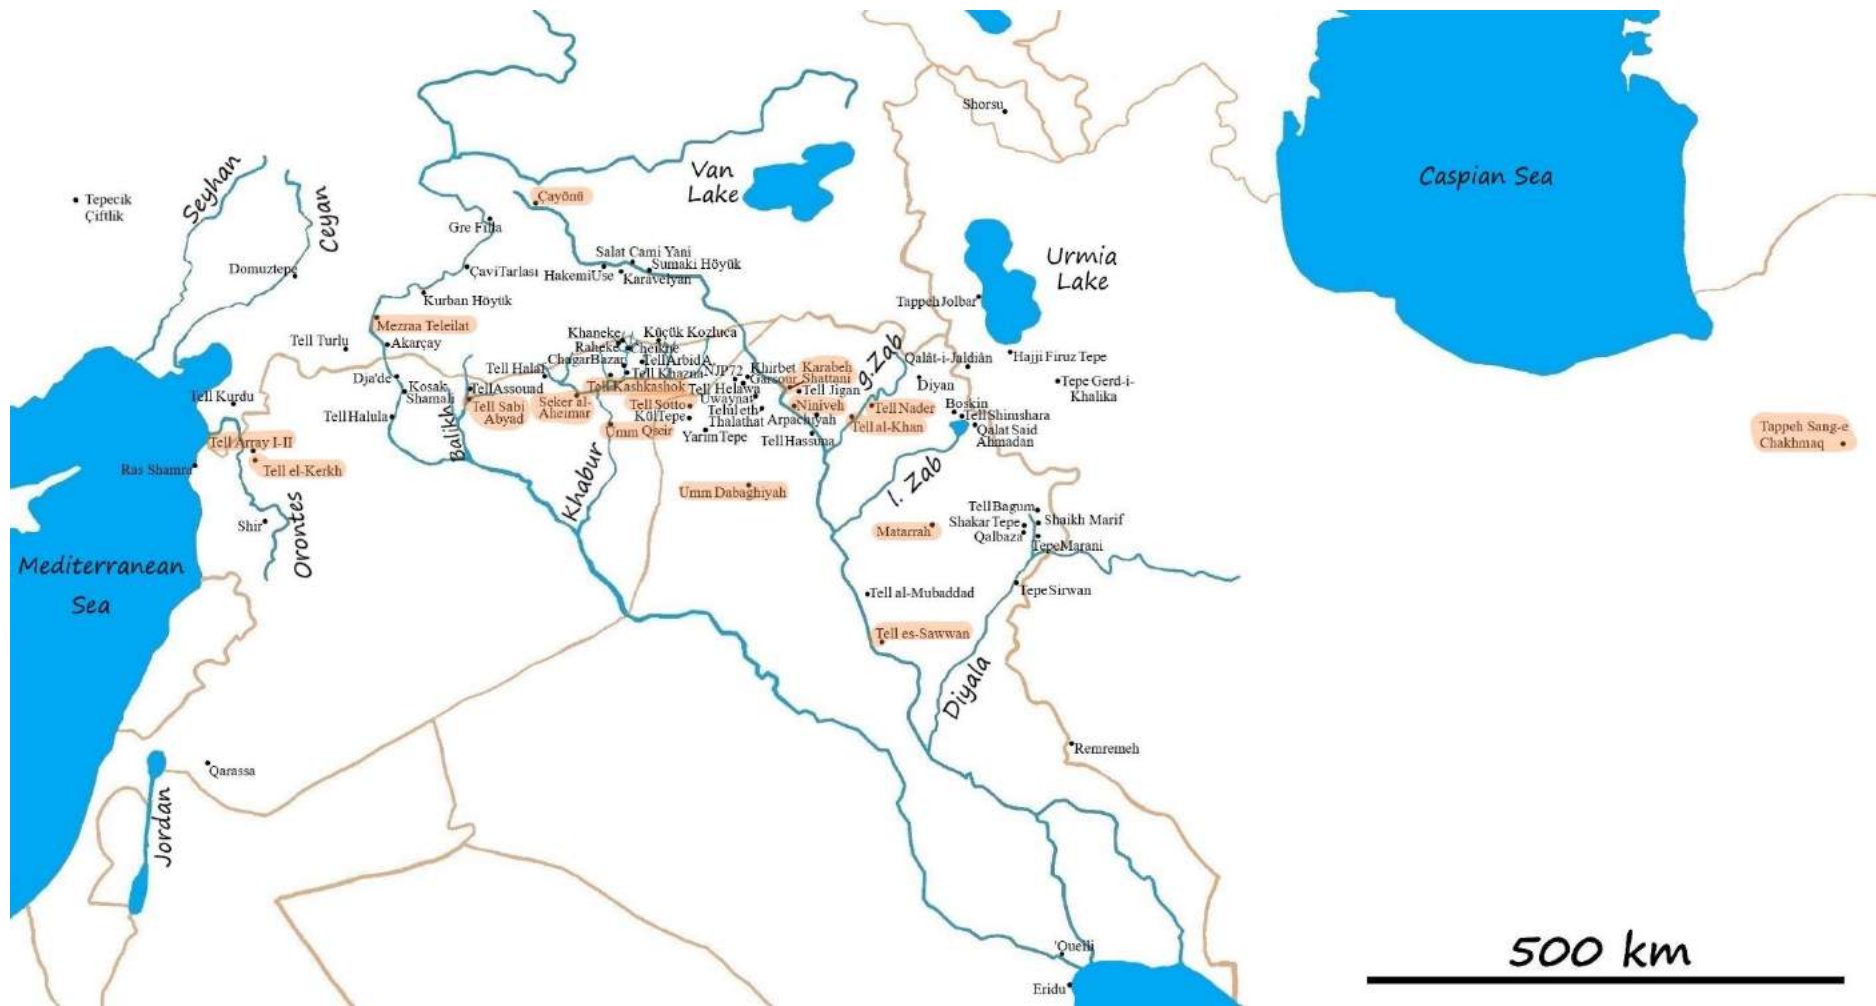 Shorsu
Caspian Sea
Van
Lake
Seyhan
Ceyan
Tepecik
Çiftlik
Çayönü
Gre Filla
Urmia
Lake
Domuztepe
Çavi Tarlası
Salat Cami Yani
Hakemi Use
Sumaki Höyük
Karavelyan
Kurban Höyük
Tappeh Jolbar
Mezraa Teleilat
Tell Turlu
Akarçay
Khaneke
Küçük Kozluca
Raheke
Cheikhe
Chagar Bazar
Tell Arbid A.
Tell Halaf
Tell Khazna
NJP72
Khirbet
Garsour
Karabeh
Shattani
g. Zab
Qalât-i-Jaldiân
Hajji Firuz Tepe
Diyan
Tepe Gerd-i-
Khalika
Dja'de
Kosak
Shamali
Tell Assouad
Tell Kashkashok
Tell Helawa
Tell Jigan
Tell Kurdu
Tell Halula
Balikh
Tell Sabi
Abyad
Seker al-
Aheimar
Tell Sotto
Uwaynat
Niniveh
Tell Nader
Boskin
Tell Shimshara
Kül Tepe
Telul eth
Thalathat
Arpachiyah
Tell al-Khan
Qalat Said
Ahmadan
Tell Array I-II
Umm Qseir
Yarim Tepe
Tell Hassuna
Tappeh Sang-e
Chakhmaq
Ras Shamra
Tell el-Kerkh
Khabur
l. Zab
Umm Dabaghiyah
Orontes
Shir
Matarrah
Tell Bagum
Shakar Tepe
Shaikh Marif
Qalbaza
Tepe Marani
Mediterranean
Sea
Tell al-Mubaddad
Tepe Sirwan
Tell es-Sawwan
Diyala
Remremeh
Qarassa
Jordan
'Queili
Eridu
500 km